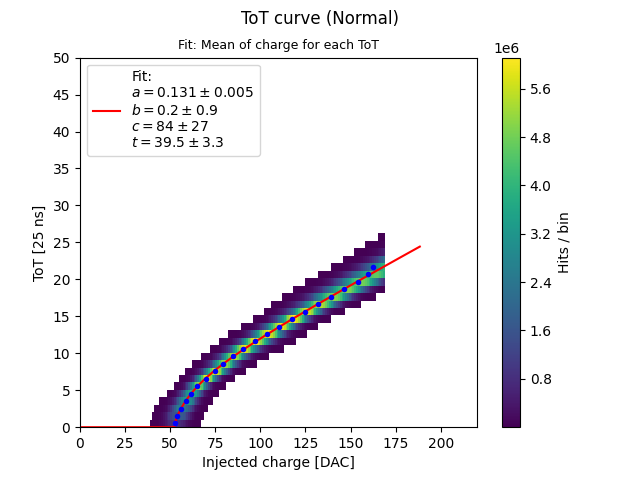 ToT curve (Normal)
Fit: Mean of charge for each ToT
1e6
Fit:
a = 0.131 ± 0.005
b = 0.2 ± 0.9
c = 84 ± 27
t = 39.5 ± 3.3
50
45
40
35
30
25
20
15
10
5
0
ToT [25 ns]
0
25
50
75
100
125
150
175
200
Injected charge [DAC]
5.6
4.8
4.0
3.2
2.4
1.6
0.8
Hits / bin